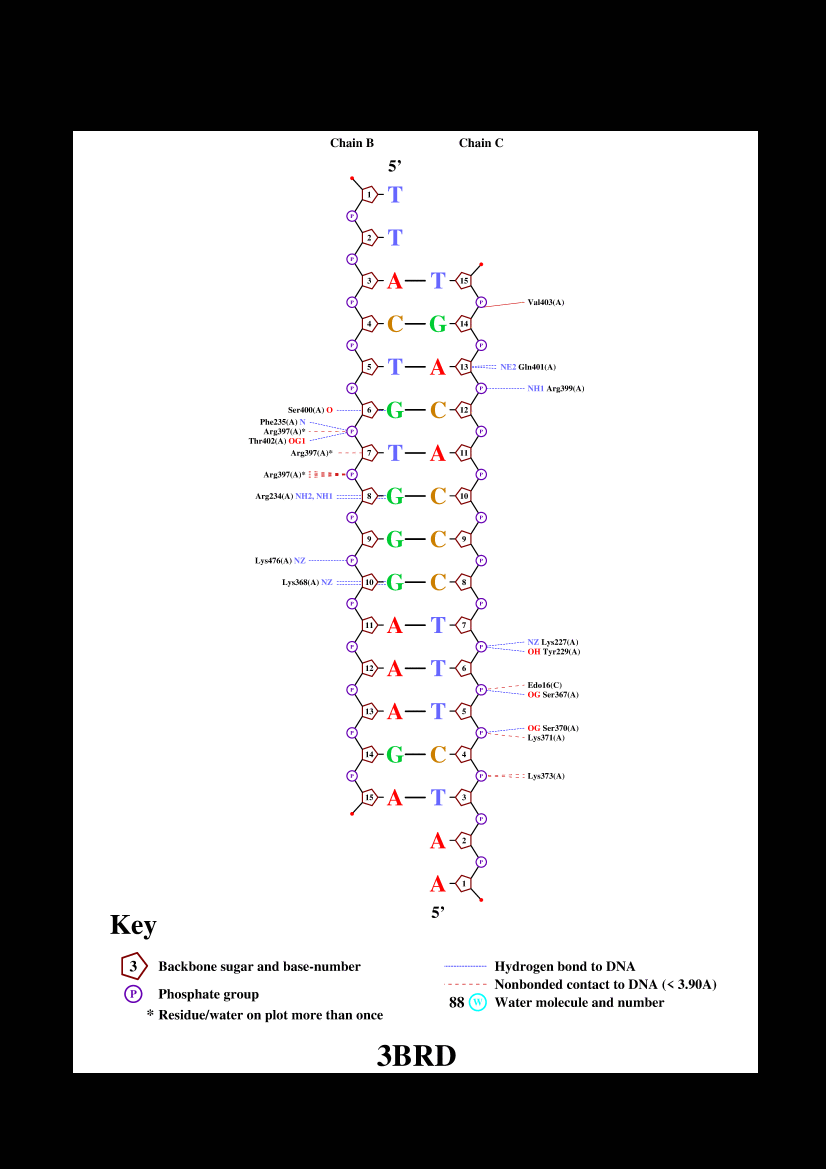 Chain B Chain C
5’
1 T
P
2 T
P
3 A T 15
P P Val403(A)
4 C G 14
P P
5 T A 13 NE2 Gln401(A)
P P NH1 Arg399(A)
Ser400(A) O 6 G C 12
Phe235(A) N
Arg397(A)* P P
Thr402(A) OG1
Arg397(A)* 7 T A 11
Arg397(A)* P P
Arg234(A) NH2, NH1 8 G C 10
P P
9 G C 9
Lys476(A) NZ P P
Lys368(A) NZ 10 G C 8
P P
11 A T 7
P P NZ Lys227(A)
OH Tyr229(A)
12 A T 6
P P Edo16(C)
OG Ser367(A)
13 A T 5
P P OG Ser370(A)
Lys371(A)
14 G C 4
P P Lys373(A)
15 A T 3
P
A 2
P
A 1
5’
Key
3 Backbone sugar and base-number
P Phosphate group
* Residue/water on plot more than once
Hydrogen bond to DNA
Nonbonded contact to DNA (< 3.90A)
88 W Water molecule and number
3BRD